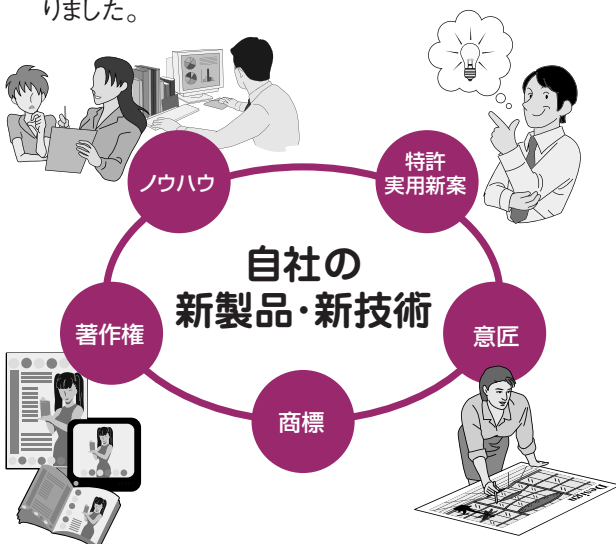 りました。
ノウハウ
特許
実用新案
自社の
新製品・新技術
著作権
意匠
商標
Design